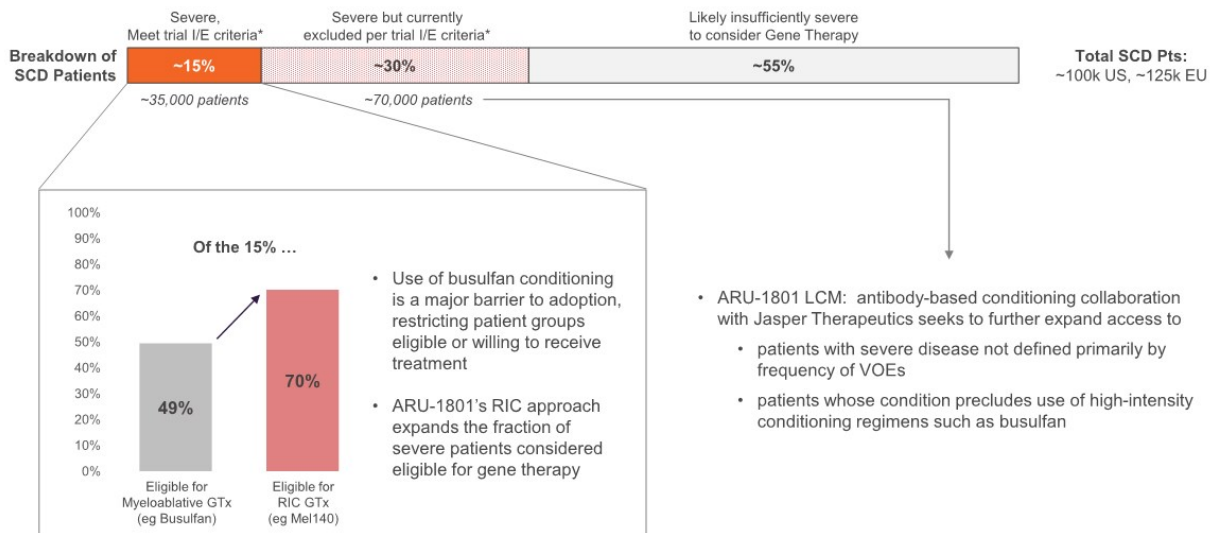 Severe,
Meet trial I/E criteria*
Severe but currently
excluded per trial I/E criteria*
Likely insufficiently severe
to consider Gene Therapy
Breakdown of
SCD Patients
~15%
~30%
~55%
Total SCD Pts:
~100k US, ~125k EU
~35,000 patients
~70,000 patients
100%
90%
80%
70%
60%
50%
40%
30%
20%
10%
0%
Of the 15% ...
49%
70%
Eligible for
Myeloablative GTx
(eg Busulfan)
Eligible for
RIC GTx
(eg Mel140)
• Use of busulfan conditioning
is a major barrier to adoption,
restricting patient groups
eligible or willing to receive
treatment
• ARU-1801's RIC approach
expands the fraction of
severe patients considered
eligible for gene therapy
• ARU-1801 LCM: antibody-based conditioning collaboration
with Jasper Therapeutics seeks to further expand access to
• patients with severe disease not defined primarily by
frequency of VOEs
• patients whose condition precludes use of high-intensity
conditioning regimens such as busulfan